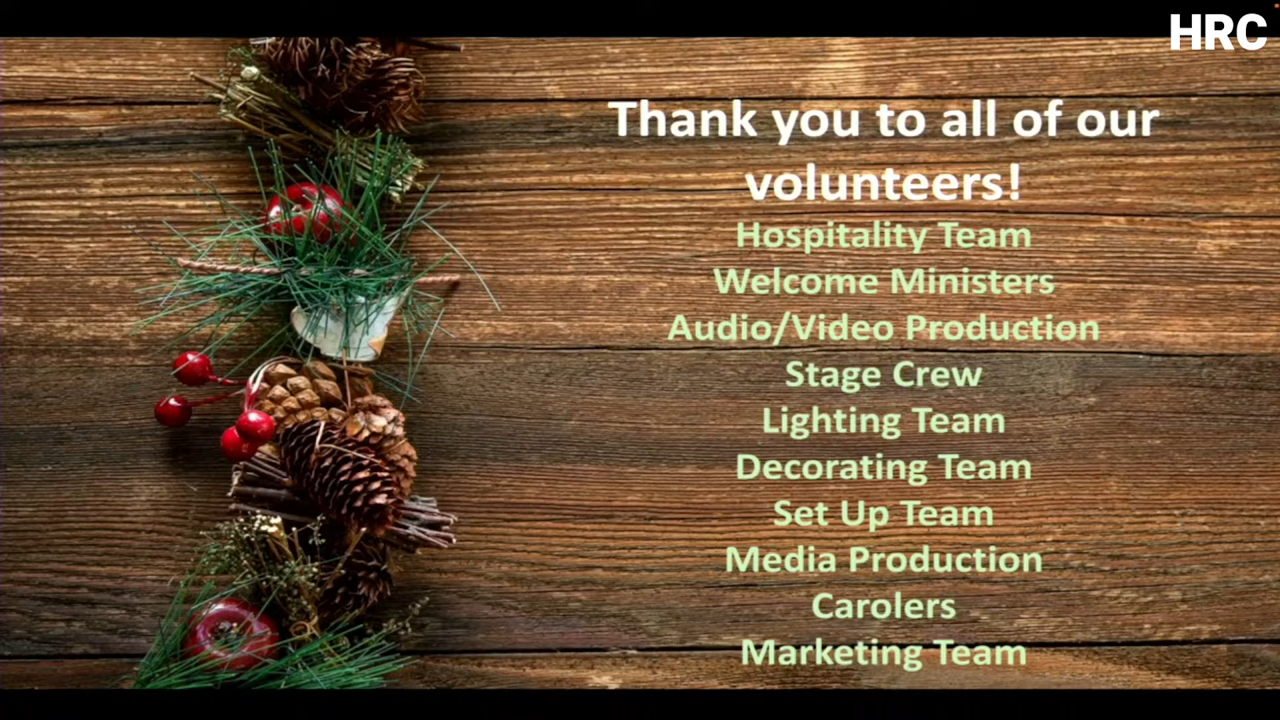 HRC
Thank you to all of our
volunteers!
Hospitality Team
Welcome Ministers
Audio/Video Production
Stage Crew
Lighting Team
Decorating Team
Set Up Team
Media Production
Carolers
Marketing Team